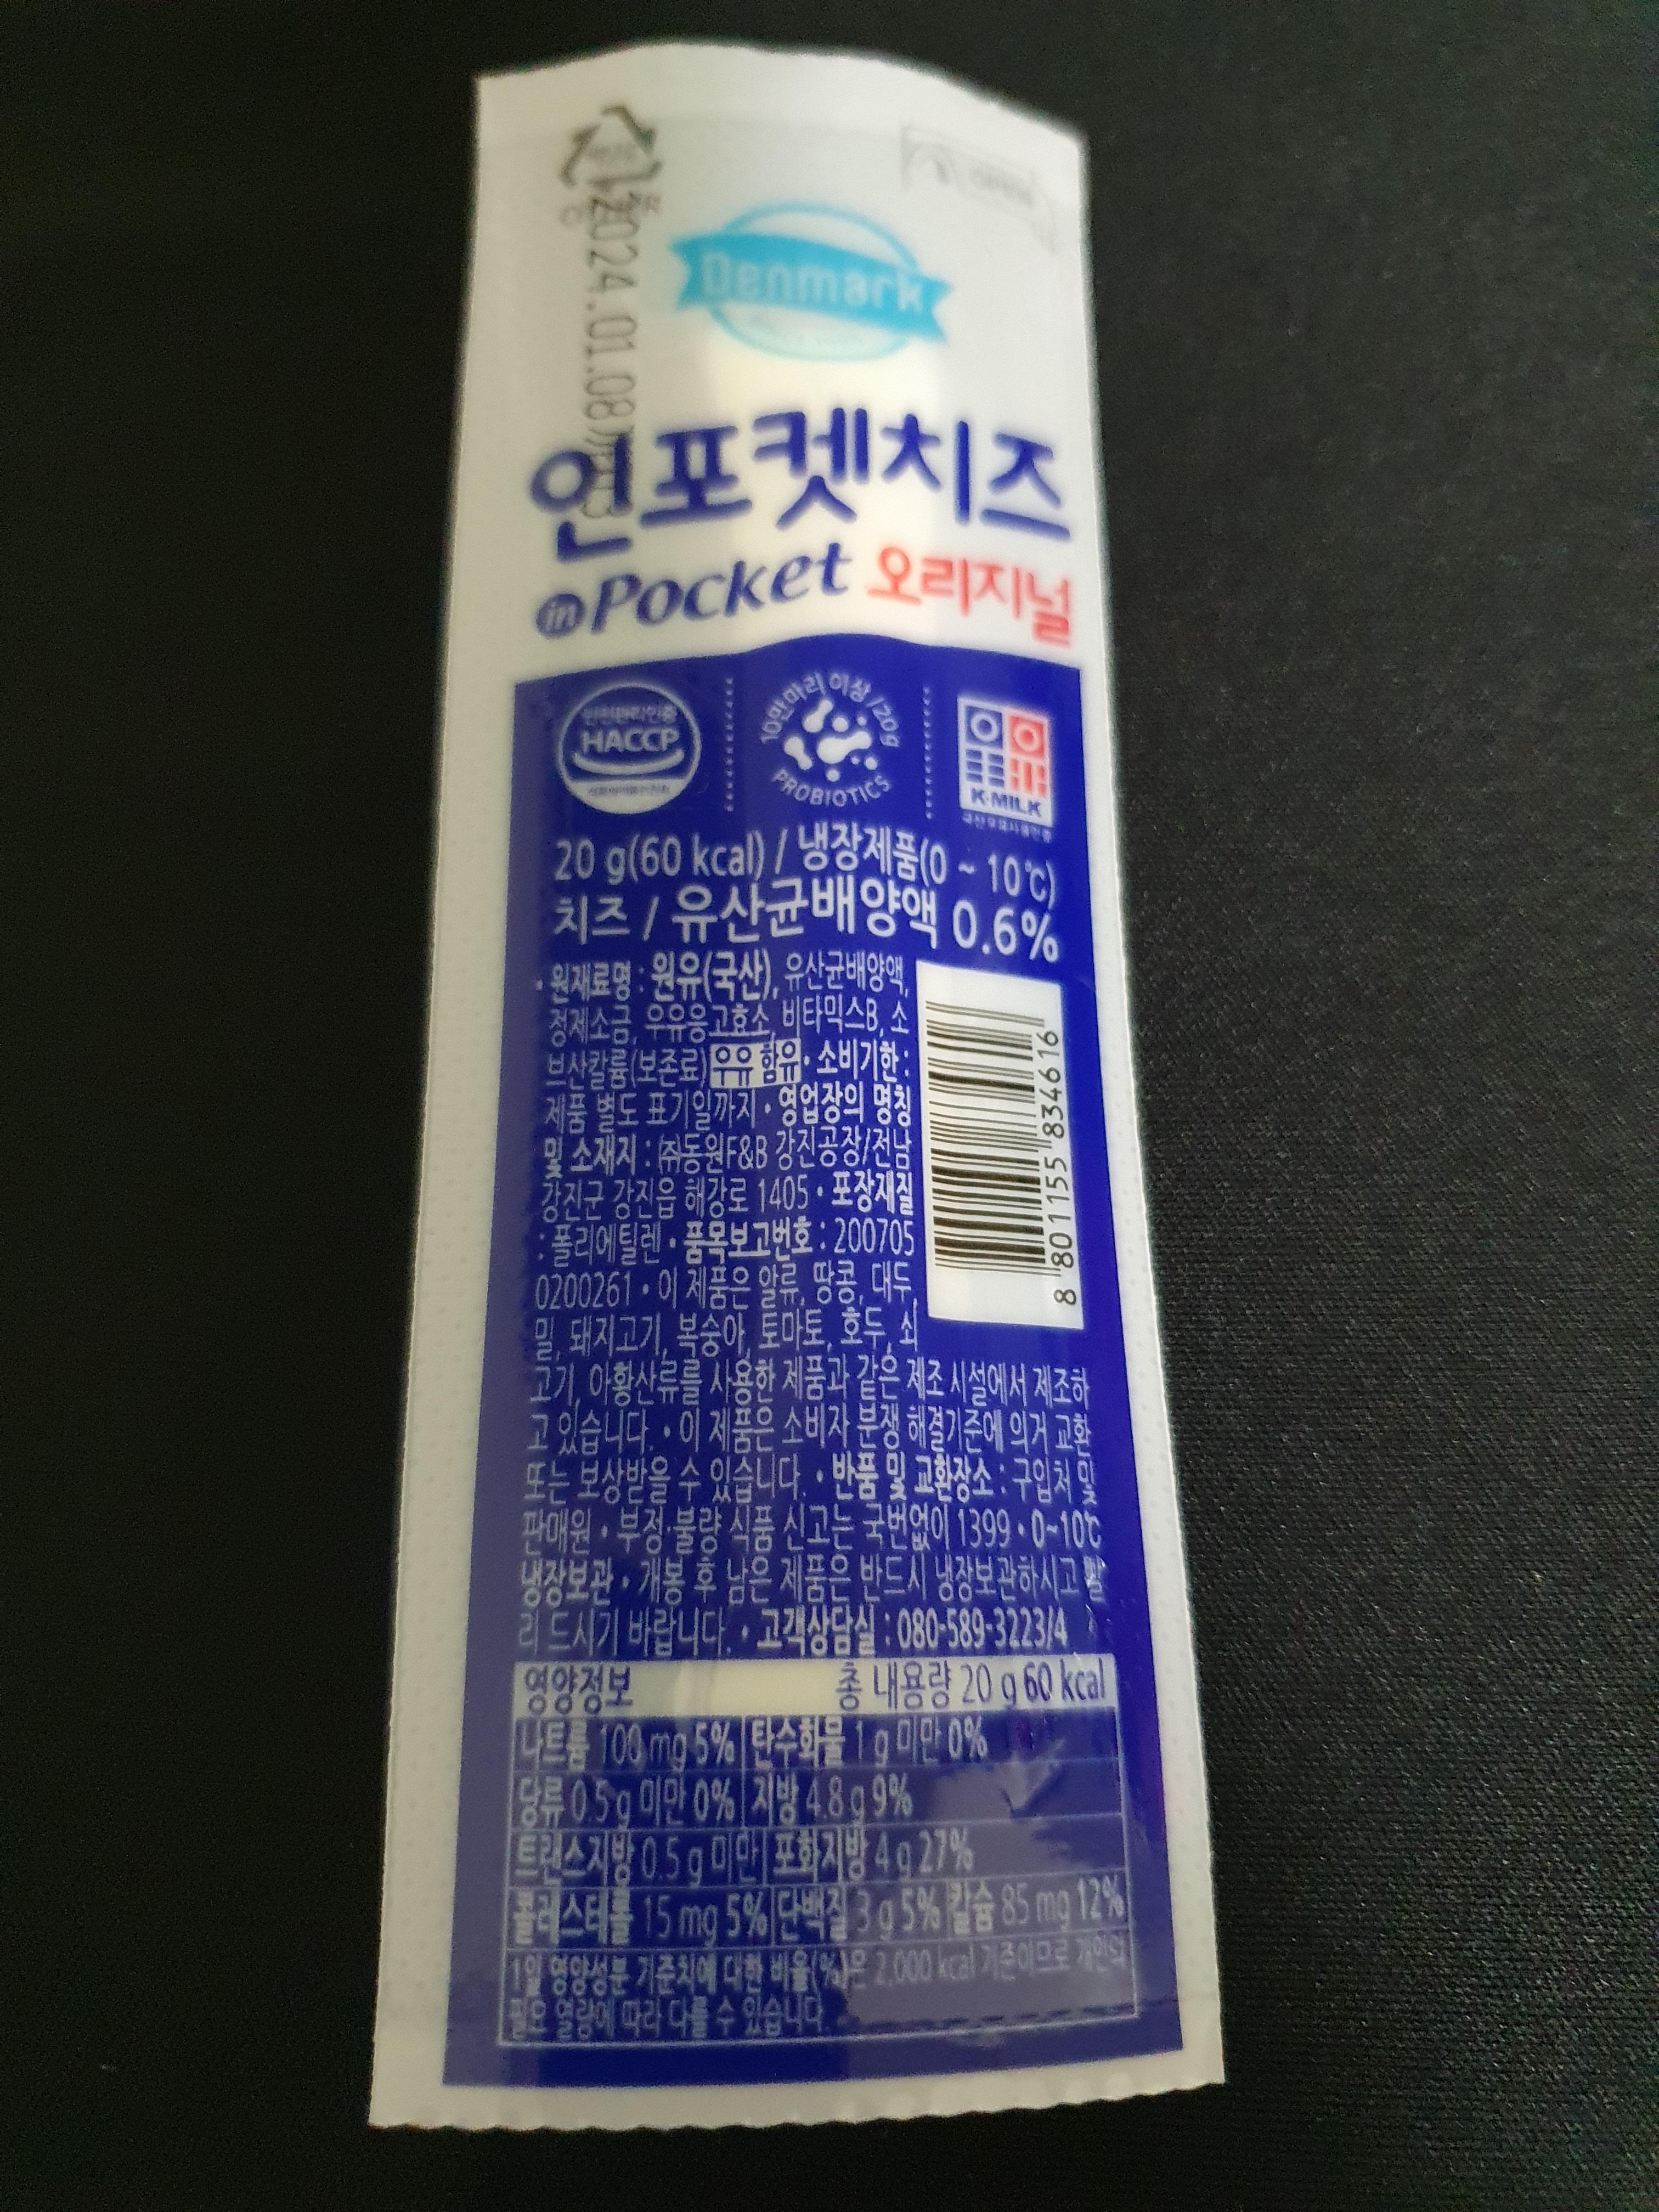 2024.01.08
Denmark
인포켓치즈
in Pocket 오리지널
안전관리인증
HACCP
10만마리 이상/20g
PROBIOTICS
우유
K·MILK
20 g(60 kcal) / 냉장제품(0 ~ 10℃)
치즈 / 유산균배양액 0.6%
• 원재료명 : 원유(국산), 유산균배양액,
정제소금, 우유응고효소, 비타믹스B, 소
브산칼륨(보존료) 우유 함유 • 소비기한 :
제품 별도 표기일까지 • 영업장의 명칭
및 소재지 : ㈜동원F&B 강진공장/전남
강진군 강진읍 해강로 1405 • 포장재질
: 폴리에틸렌 • 품목보고번호 : 200705
0200261 • 이 제품은 알류, 땅콩, 대두,
밀, 돼지고기, 복숭아, 토마토, 호두, 쇠
고기, 아황산류를 사용한 제품과 같은 제조 시설에서 제조하
고 있습니다. • 이 제품은 소비자 분쟁 해결기준에 의거 교환
또는 보상받을 수 있습니다. • 반품 및 교환장소 : 구입처 및
판매원 • 부정·불량 식품 신고는 국번없이 1399 • 0~10℃
냉장보관 • 개봉 후 남은 제품은 반드시 냉장보관하시고 빨
리 드시기 바랍니다. • 고객상담실 : 080-589-3223/4
8 801155 834616
영양정보 총 내용량 20 g 60 kcal
나트륨 100 mg 5% 탄수화물 1 g 미만 0%
당류 0.5 g 미만 0% 지방 4.8 g 9%
트랜스지방 0.5 g 미만 포화지방 4 g 27%
콜레스테롤 15 mg 5% 단백질 3 g 5% 칼슘 85 mg 12%
1일 영양성분 기준치에 대한 비율(%)은 2,000 kcal 기준이므로 개인의
필요 열량에 따라 다를 수 있습니다.